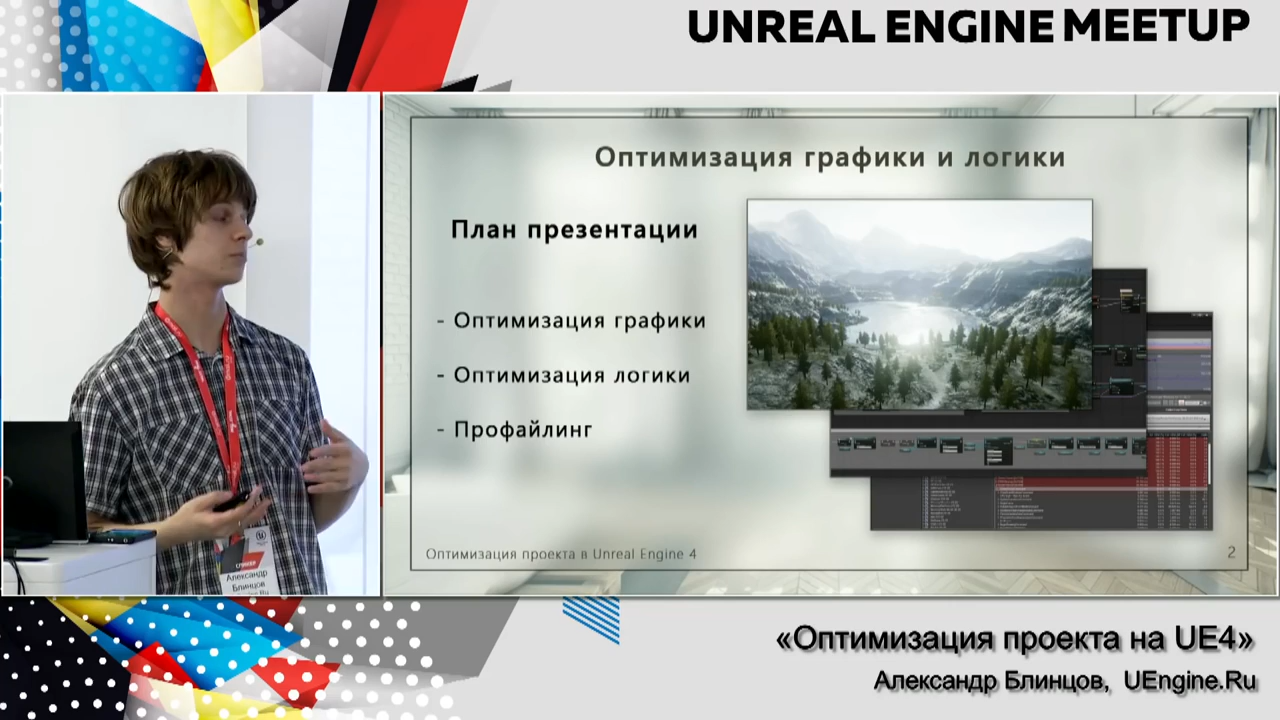 UNREAL ENGINE MEETUP
Оптимизация графики и логики
План презентации
- Оптимизация графики
- Оптимизация логики
- Профайлинг
Оптимизация проекта в Unreal Engine 4
2
СПИКЕР
Александр
Блинцов
«Оптимизация проекта на UE4»
Александр Блинцов, UEngine.Ru